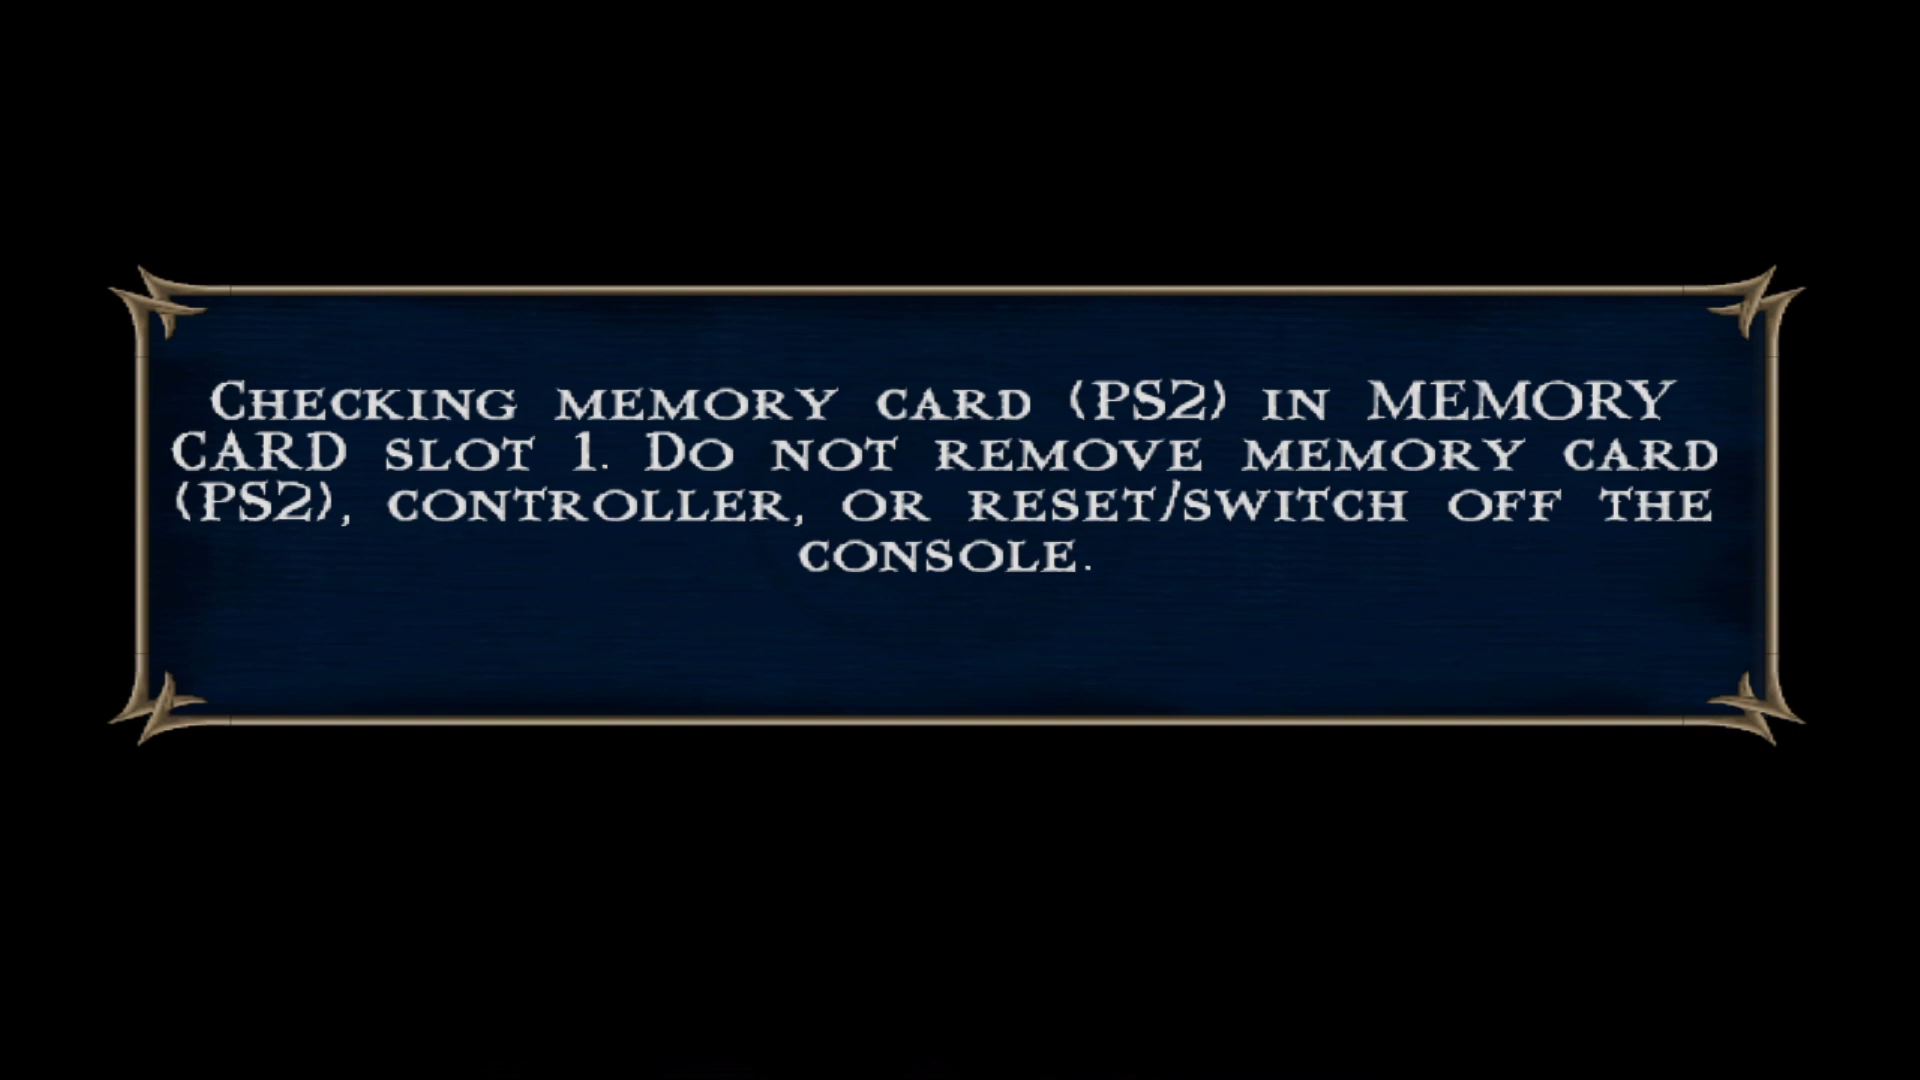 Checking memory card (PS2) in MEMORY
CARD slot 1. Do not remove memory card
(PS2), controller, or reset/switch off the
console.